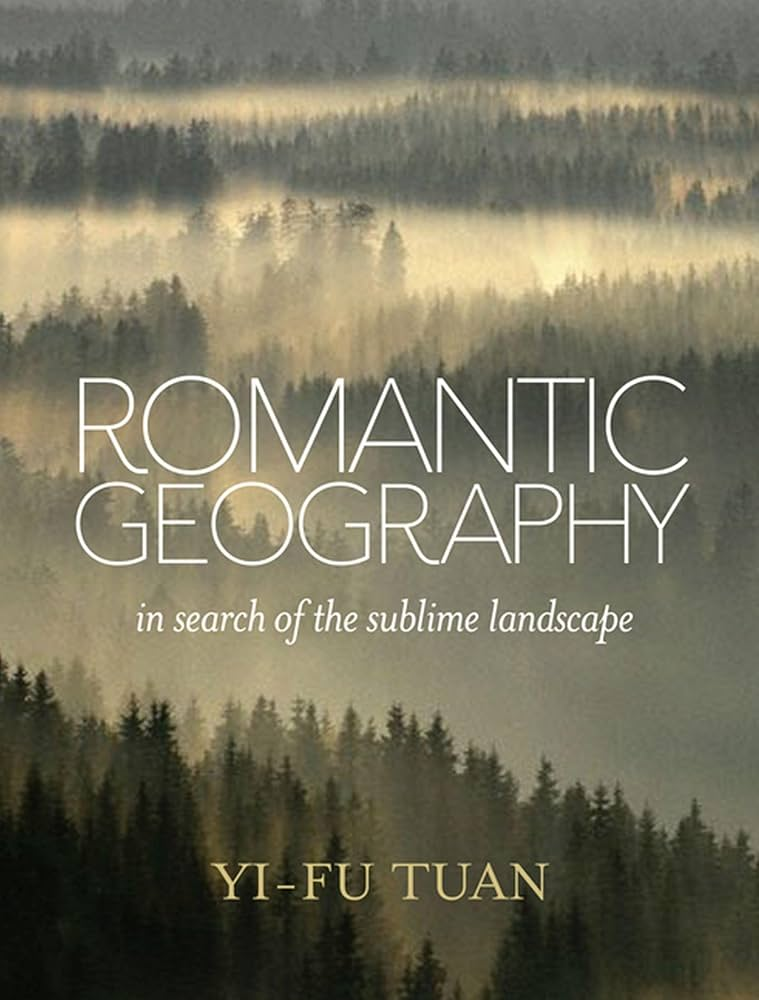 ROMANTIC
GEOGRAPHY
in search of the sublime landscape
YI-FU TUAN